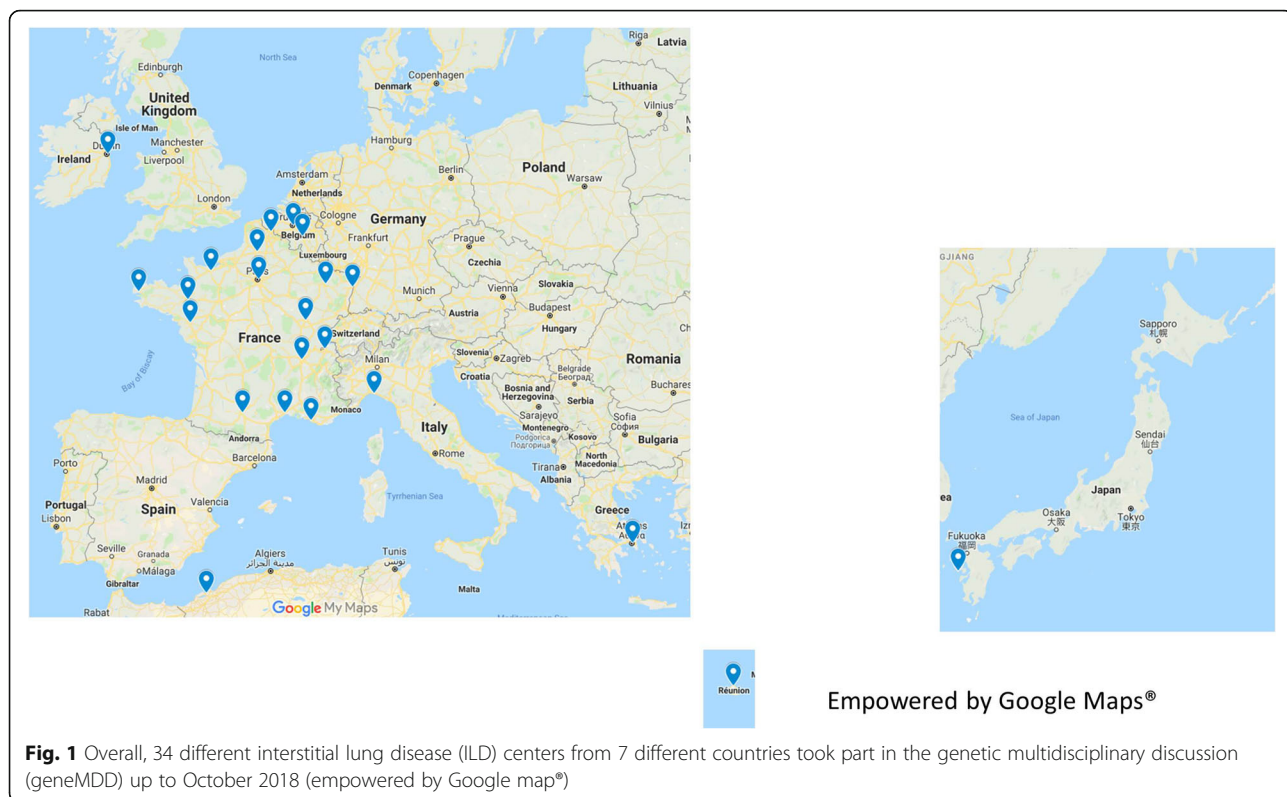 Riga
Latvia
North Sea
Edinburgh
Copenhagen
Denmark
Lithuania
United
Kingdom
Vilnius
Isle of Man
Ireland
Manchester
Liverpool
Hamburg
Amsterdam
Netherlands
Berlin
Poland
Warsaw
London
Cologne
Belgium
Germany
Frankfurt
Luxembourg
Prague
Czechia
Paris
Slovakia
Munich
Vienna
Austria
Budapest
Hungary
France
Switzerland
Bay of Biscay
Milan
Slovenia
Zagreb
Croatia
Romania
Bosnia and
Herzegovina
Belgrade
Београд
Serbia
Sarajevo
Monaco
Italy
Montenegro
Podgorica
Подгорица
Kosovo
Sofia
София
Bulgaria
Andorra
Barcelona
Rome
North
Macedonia
Porto
Madrid
Tirana
Albania
Portugal
Spain
Valencia
Tyrrhenian Sea
Greece
Lisbon
Seville
Granada
Málaga
Gibraltar
Algiers
مدينة الجزائر
Tunis
تونس
Malta
Rabat
Google My Maps
Sapporo
札幌
Sea of Japan
Sendai
仙台
Japan
Osaka
大阪
Tokyo
東京
Fukuoka
福岡
Réunion
Empowered by Google Maps®
Fig. 1 Overall, 34 different interstitial lung disease (ILD) centers from 7 different countries took part in the genetic multidisciplinary discussion
(geneMDD) up to October 2018 (empowered by Google map®)